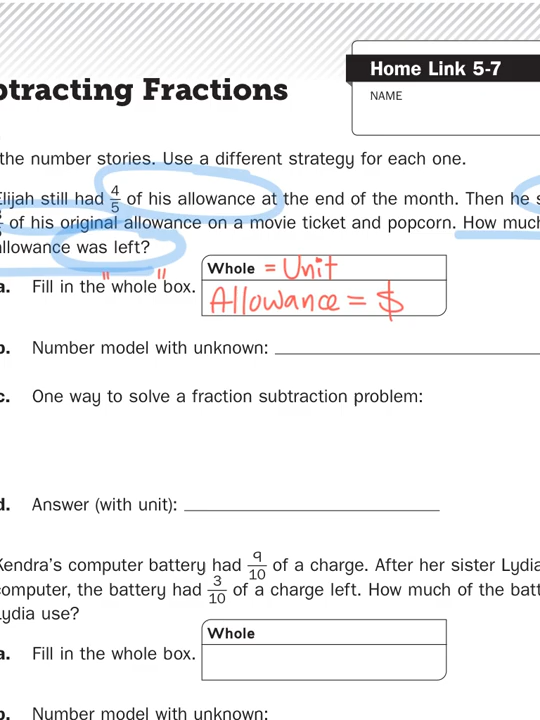 Home Link 5-7
NAME
btracting Fractions
the number stories. Use a different strategy for each one.
Elijah still had 4/5 of his allowance at the end of the month. Then he s
of his original allowance on a movie ticket and popcorn. How much
allowance was left?
Whole = Unit
a. Fill in the "whole" box.
Allowance = $
b. Number model with unknown:
c. One way to solve a fraction subtraction problem:
d. Answer (with unit):
Kendra's computer battery had 9/10 of a charge. After her sister Lydia
computer, the battery had 3/10 of a charge left. How much of the batt
Lydia use?
Whole
a. Fill in the whole box.
b. Number model with unknown: